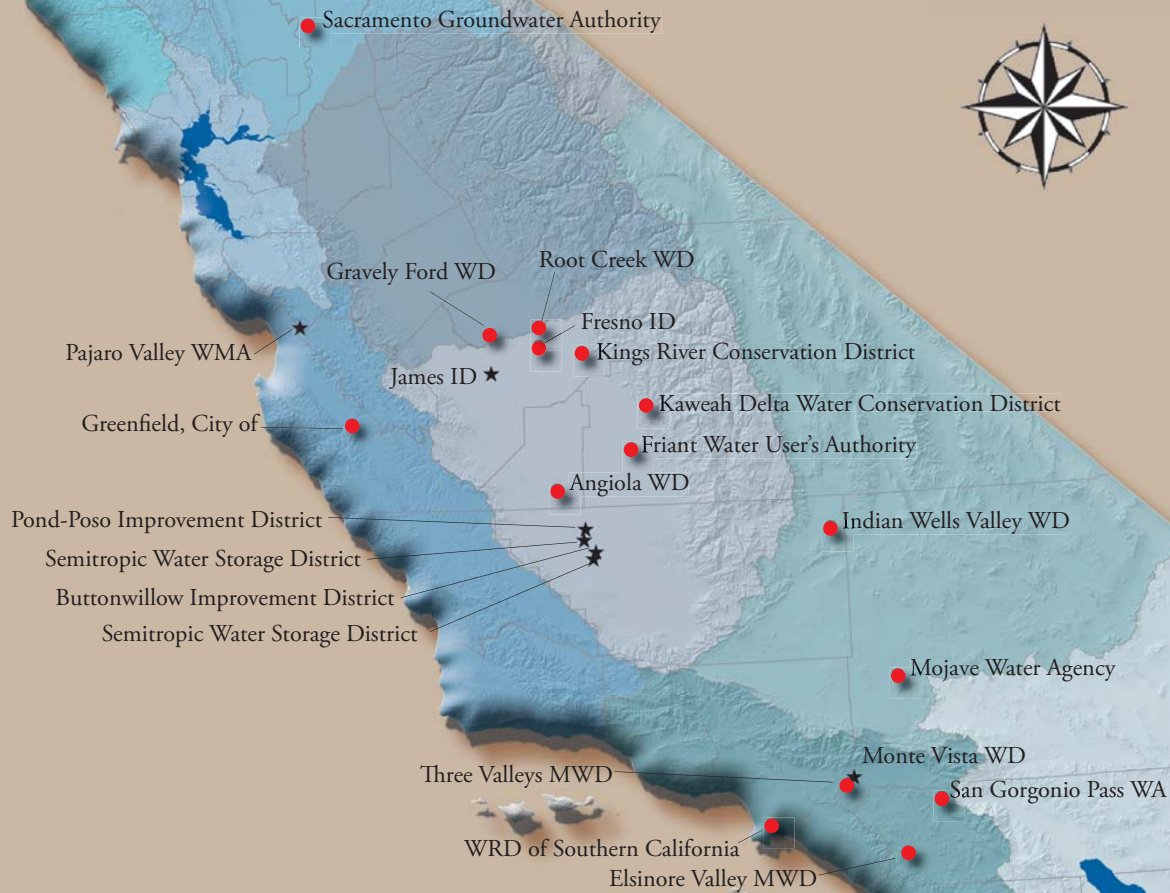 Sacramento Groundwater Authority
Root Creek WD
Gravely Ford WD
Fresno ID
Pajaro Valley WMA
Kings River Conservation District
James ID
Kaweah Delta Water Conservation District
Greenfield, City of
Friant Water User's Authority
Angiola WD
Pond-Poso Improvement District
Indian Wells Valley WD
Semitropic Water Storage District
Buttonwillow Improvement District
Semitropic Water Storage District
Mojave Water Agency
Monte Vista WD
Three Valleys MWD
San Gorgonio Pass WA
WRD of Southern California
Elsinore Valley MWD